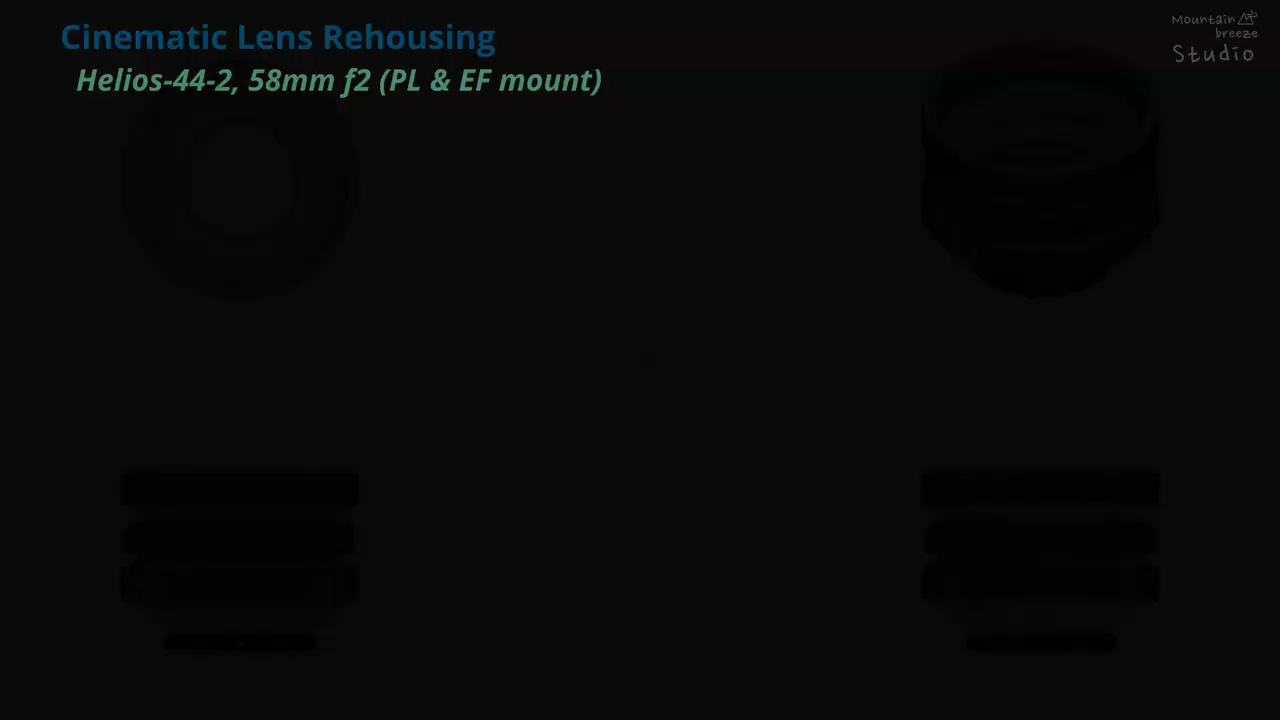 Cinematic Lens Rehousing
Helios-44-2, 58mm f2 (PL & EF mount)
Mountain
breeze
Studio